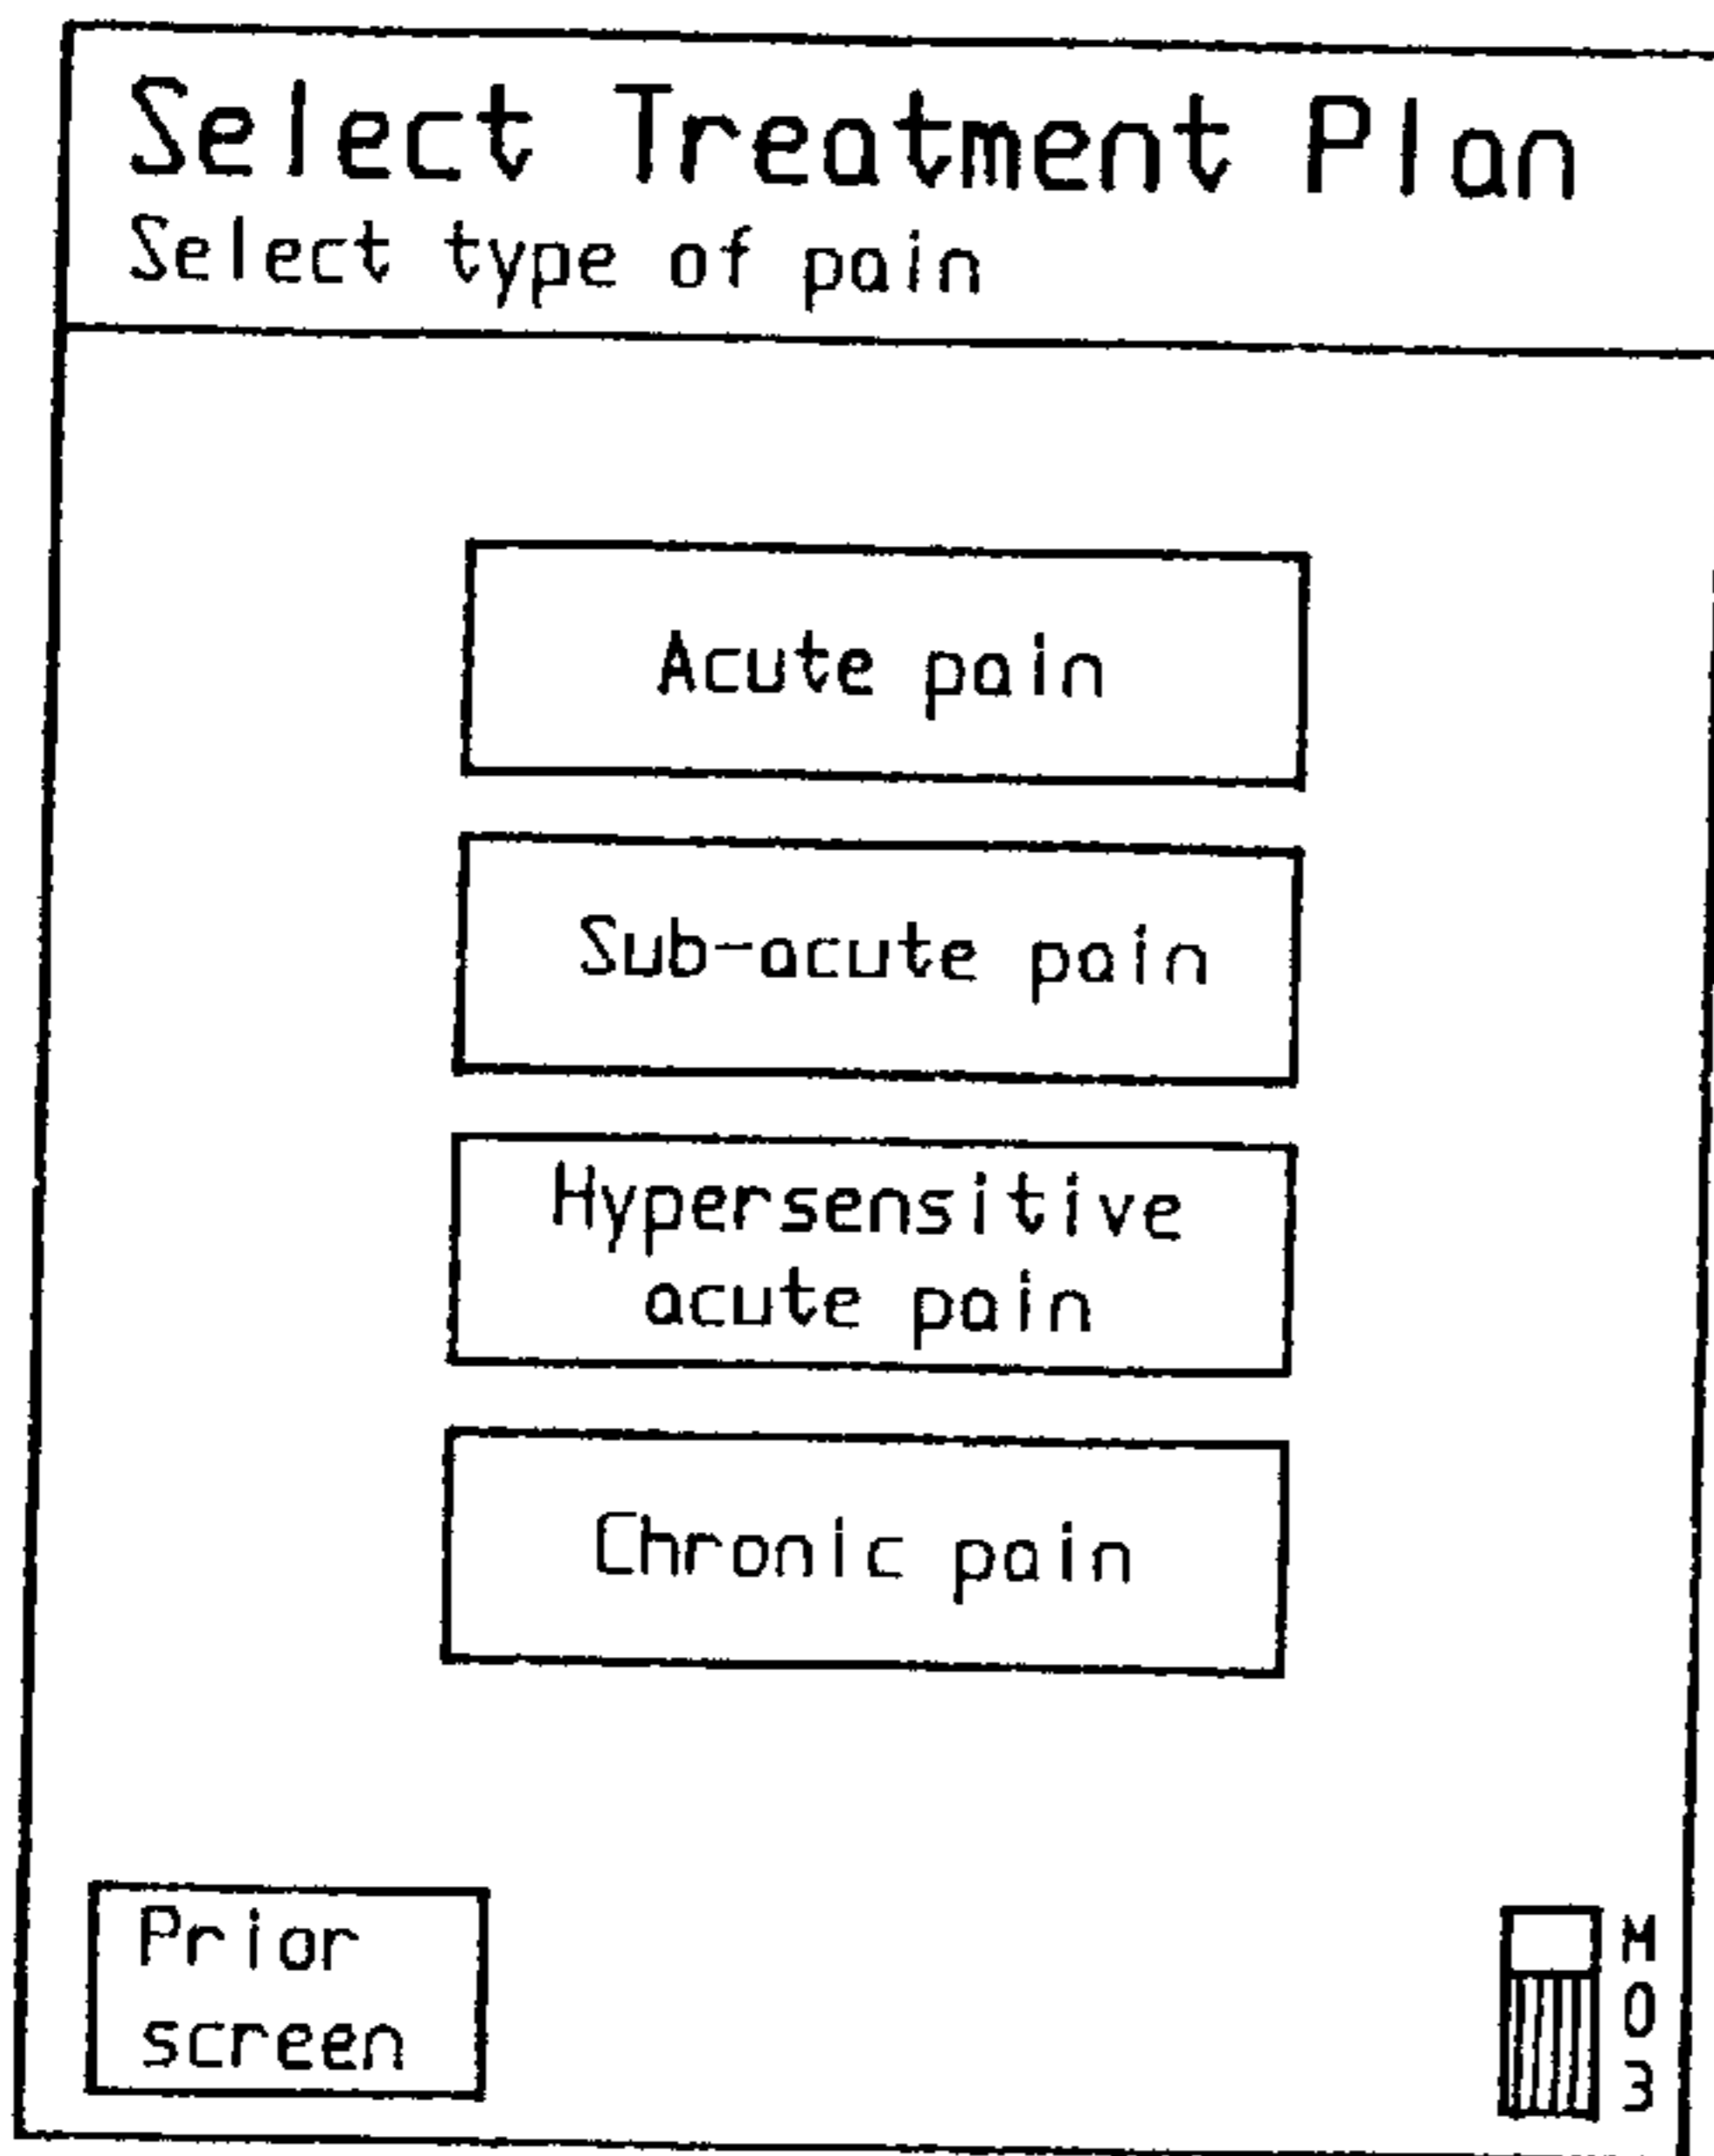 Select Treatment Plan
Select type of pain
Acute pain
Sub-acute pain
Hypersensitive
acute pain
Chronic pain
Prior
screen
M
0
3